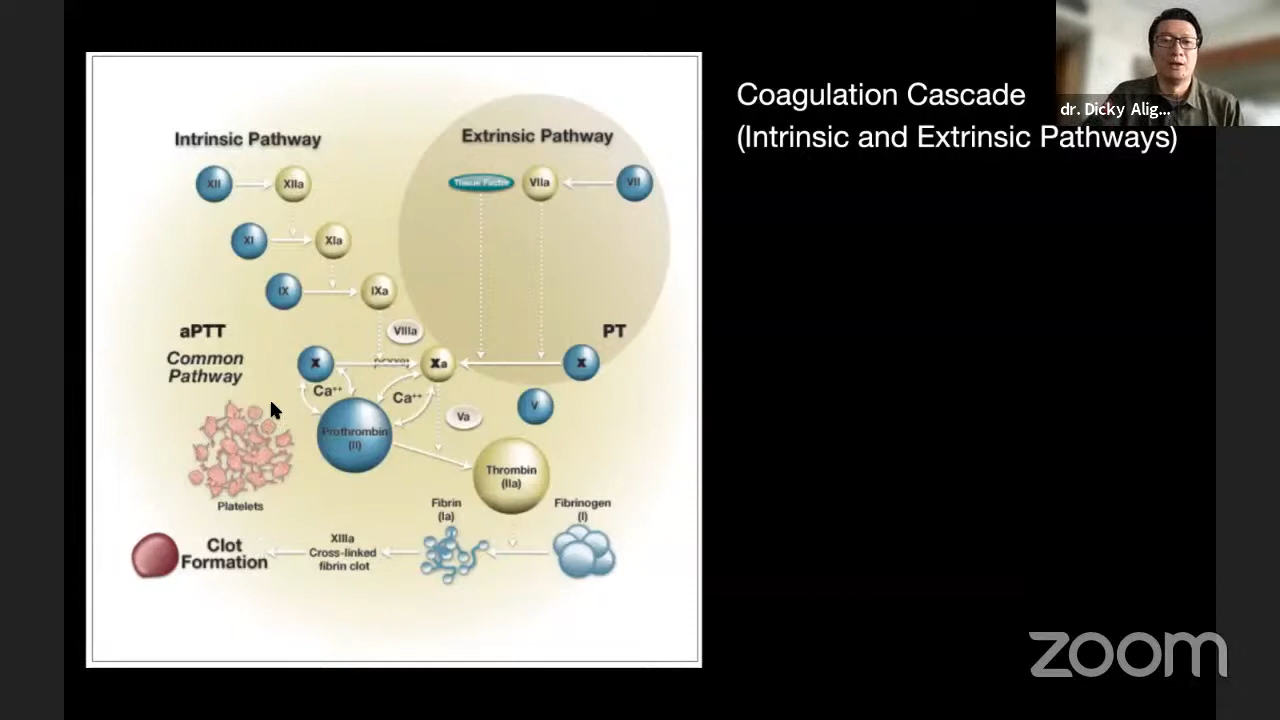 Coagulation Cascade
(Intrinsic and Extrinsic Pathways)
dr. Dicky Alig...
Intrinsic Pathway
Extrinsic Pathway
XII
XIIa
Tissue Factor
VIIa
VII
XI
XIa
IX
IXa
aPTT
VIIIa
PT
Common
Pathway
X
Xa
X
Ca++
Ca++
V
Va
Prothrombin
(II)
Thrombin
(IIa)
Platelets
Fibrin
(Ia)
Fibrinogen
(I)
Clot
Formation
XIIIa
Cross-linked
fibrin clot
zoom